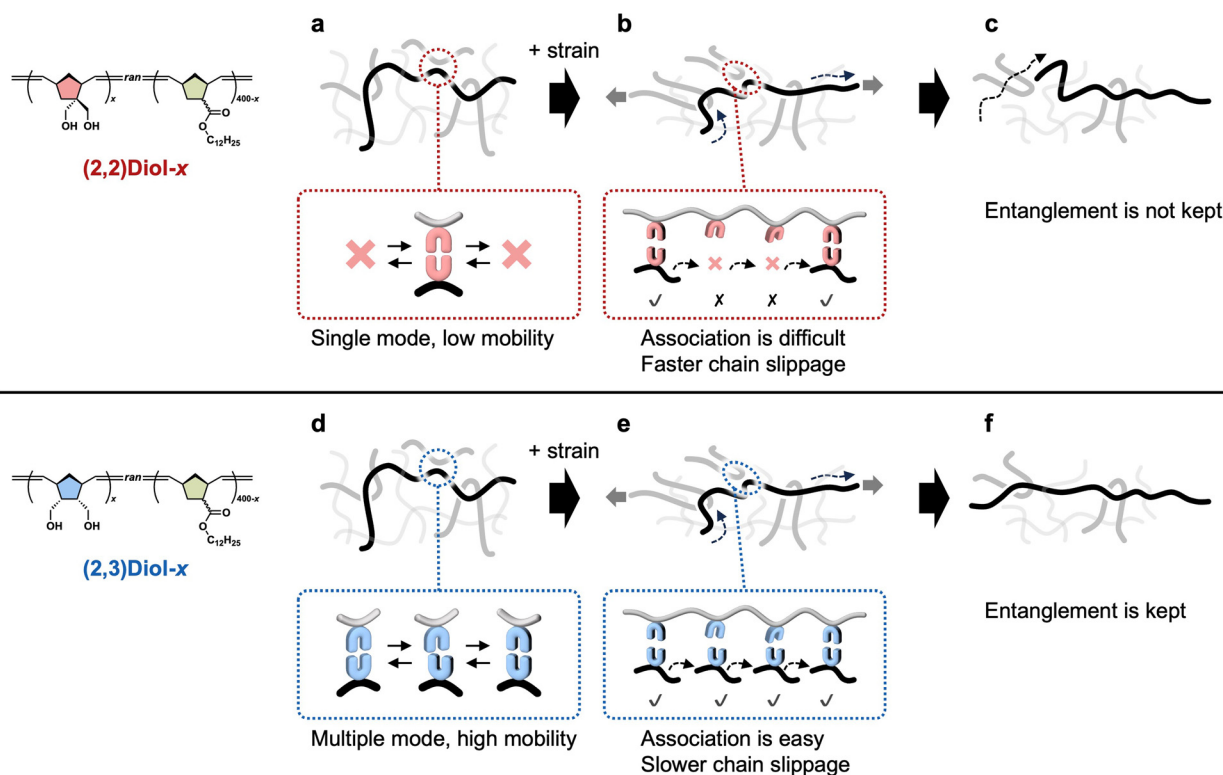 a
+ strain
b
c
( )x ran ( )400-x
OH OH
O
O
C12H25
(2,2)Diol-x
Entanglement is not kept
✓ ✗ ✗ ✓
Single mode, low mobility
Association is difficult
Faster chain slippage
d
+ strain
e
f
( )x ran ( )400-x
OH OH
O
O
C12H25
(2,3)Diol-x
Entanglement is kept
✓ ✓ ✓ ✓
Multiple mode, high mobility
Association is easy
Slower chain slippage